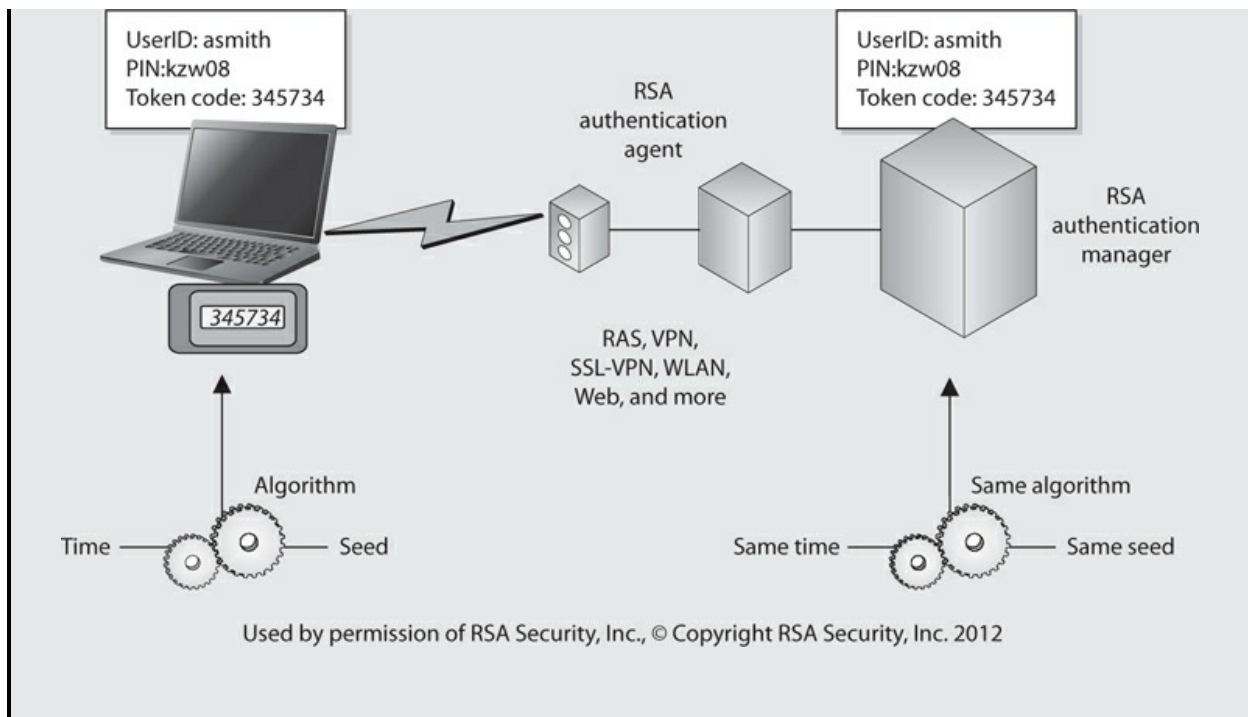 UserID: asmith
PIN:kzw08
Token code: 345734
345734
RSA
authentication
agent
RAS, VPN,
SSL-VPN, WLAN,
Web, and more
UserID: asmith
PIN:kzw08
Token code: 345734
RSA
authentication
manager
Algorithm
Time
Seed
Same algorithm
Same time
Same seed
Used by permission of RSA Security, Inc., © Copyright RSA Security, Inc. 2012